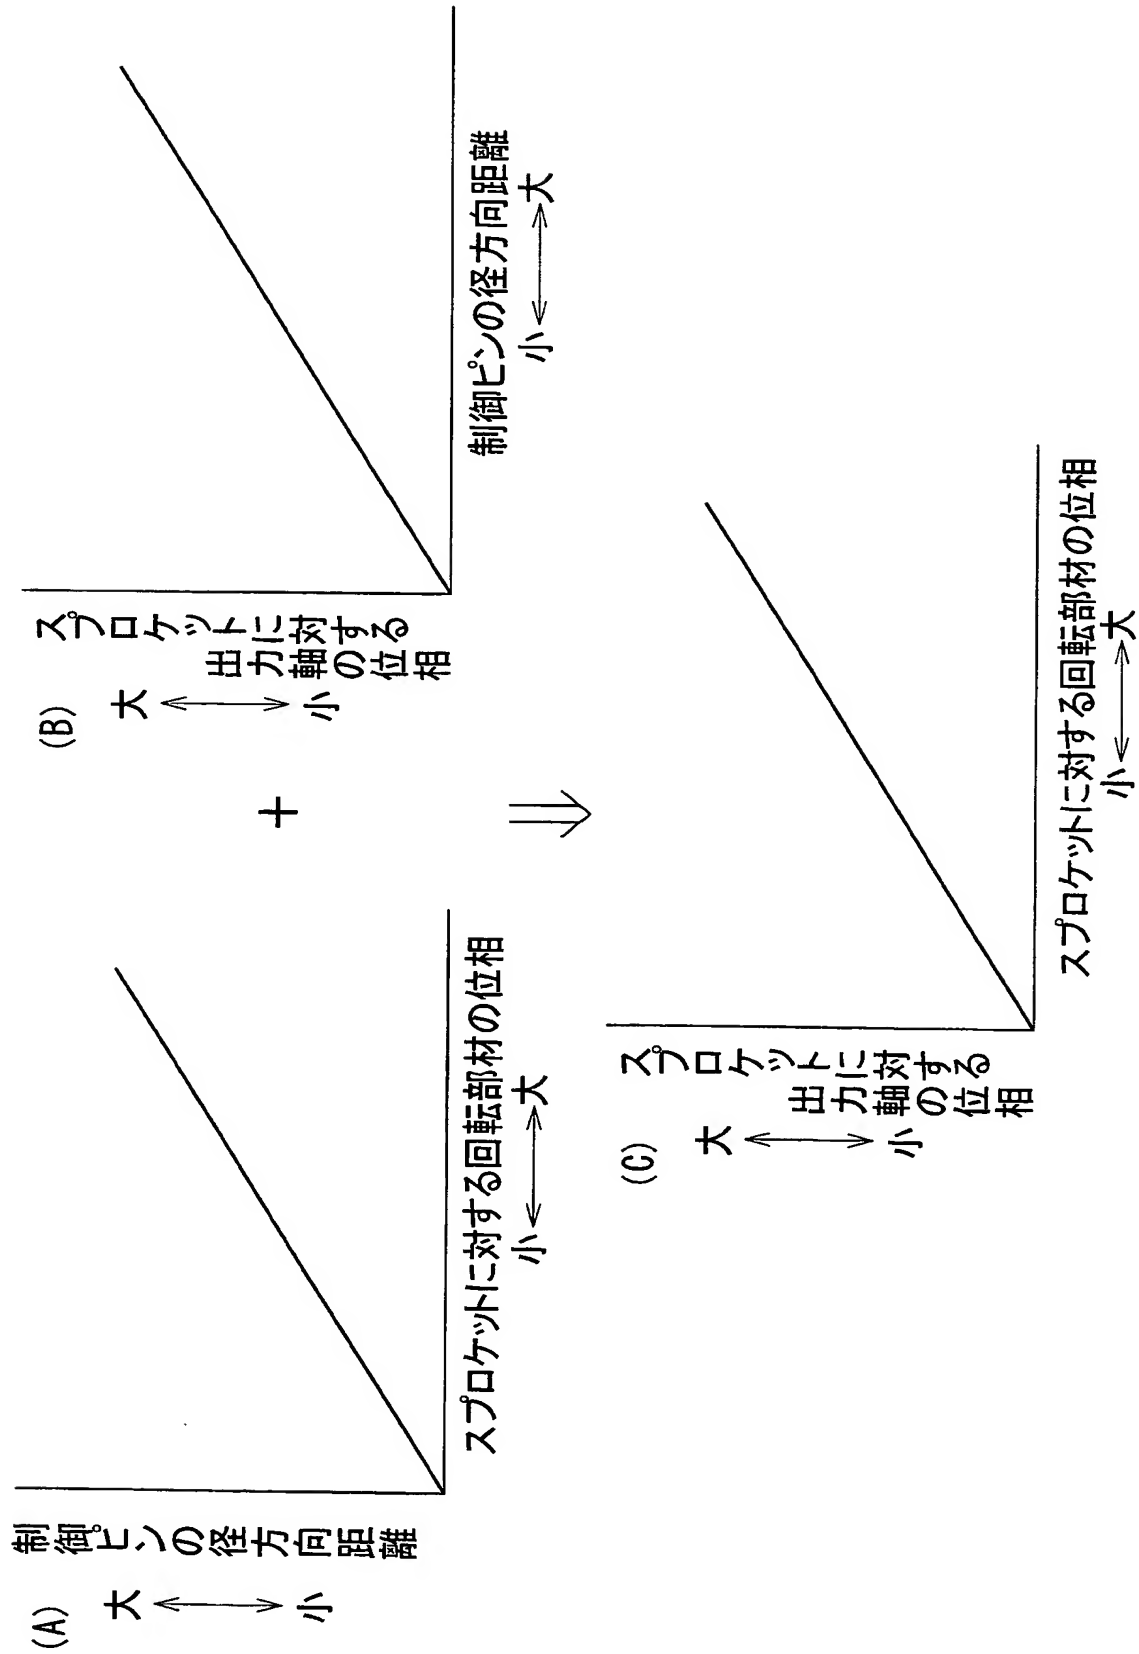 (A)
制御ピンの径方向距離
大
小
スプロケットに対する回転部材の位相
小
大
+
(B)
スプロケットに対する
出力軸の位相
大
小
制御ピンの径方向距離
小
大
(C)
スプロケットに対する
出力軸の位相
大
小
スプロケットに対する回転部材の位相
小
大